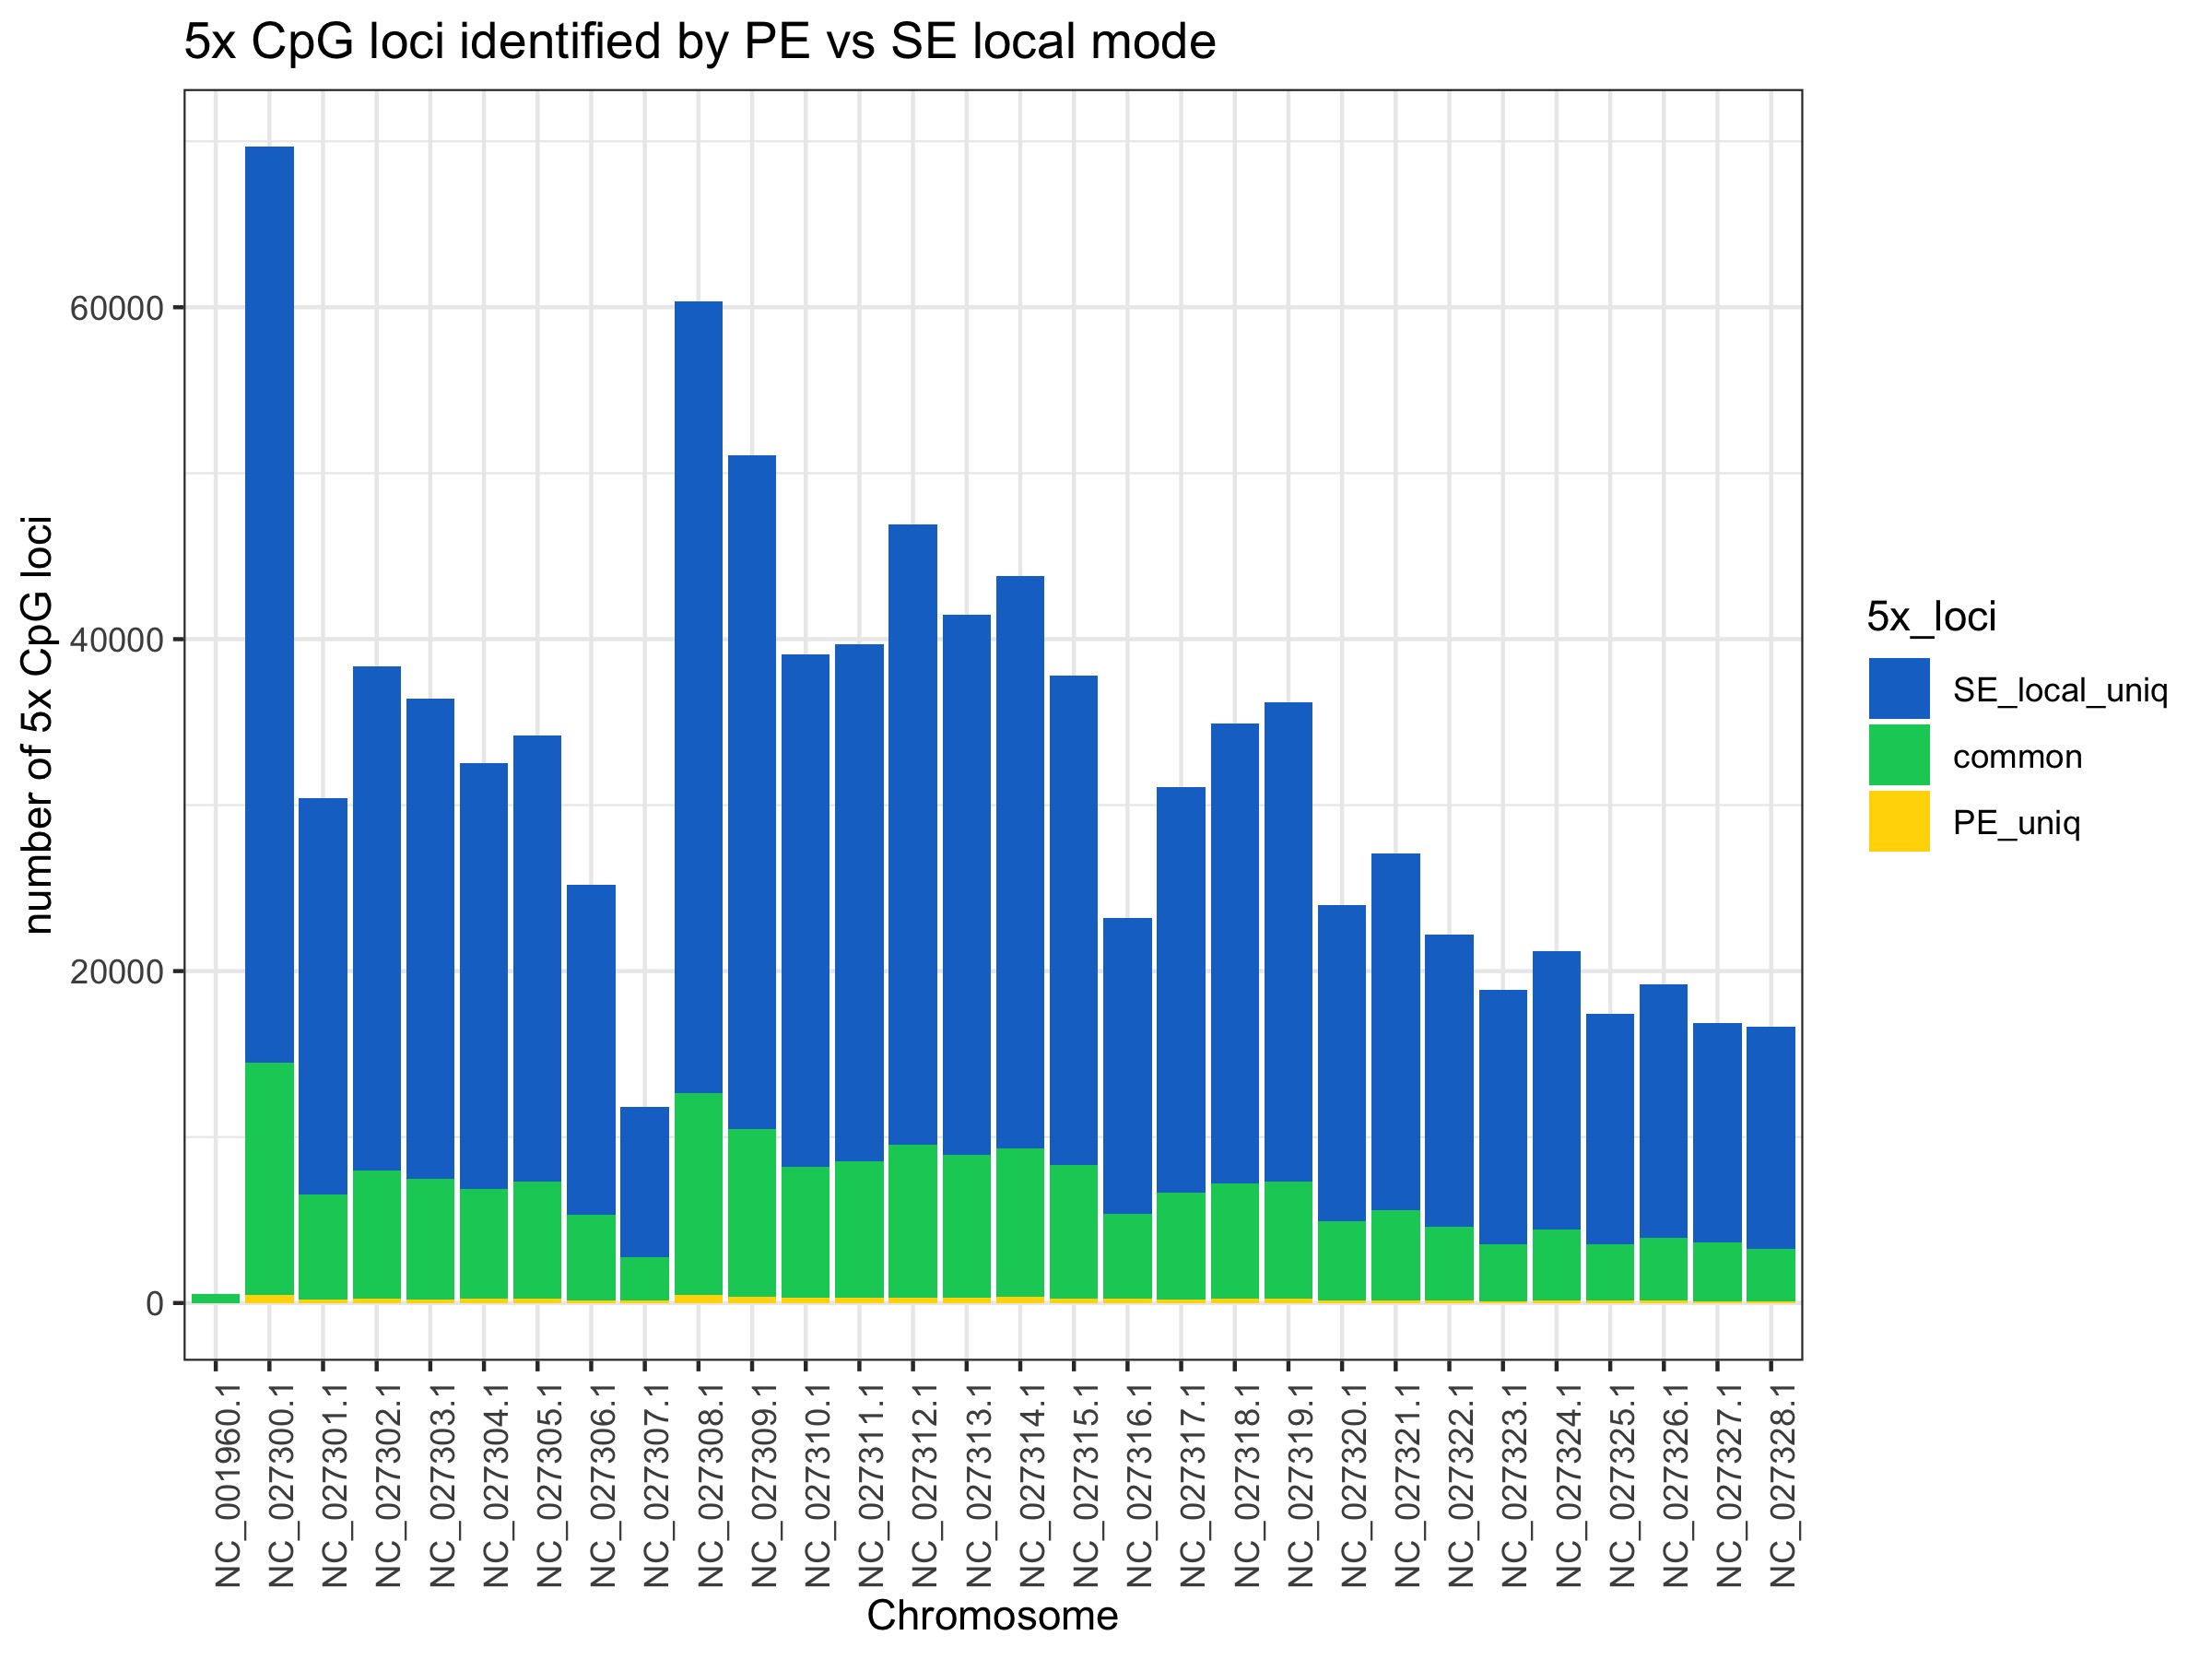 5x CpG loci identified by PE vs SE local mode
number of 5x CpG loci
60000
40000
20000
0
NC_001960.1
NC_027300.1
NC_027301.1
NC_027302.1
NC_027303.1
NC_027304.1
NC_027305.1
NC_027306.1
NC_027307.1
NC_027308.1
NC_027309.1
NC_027310.1
NC_027311.1
NC_027312.1
NC_027313.1
NC_027314.1
NC_027315.1
NC_027316.1
NC_027317.1
NC_027318.1
NC_027319.1
NC_027320.1
NC_027321.1
NC_027322.1
NC_027323.1
NC_027324.1
NC_027325.1
NC_027326.1
NC_027327.1
NC_027328.1
Chromosome
5x_loci
SE_local_uniq
common
PE_uniq